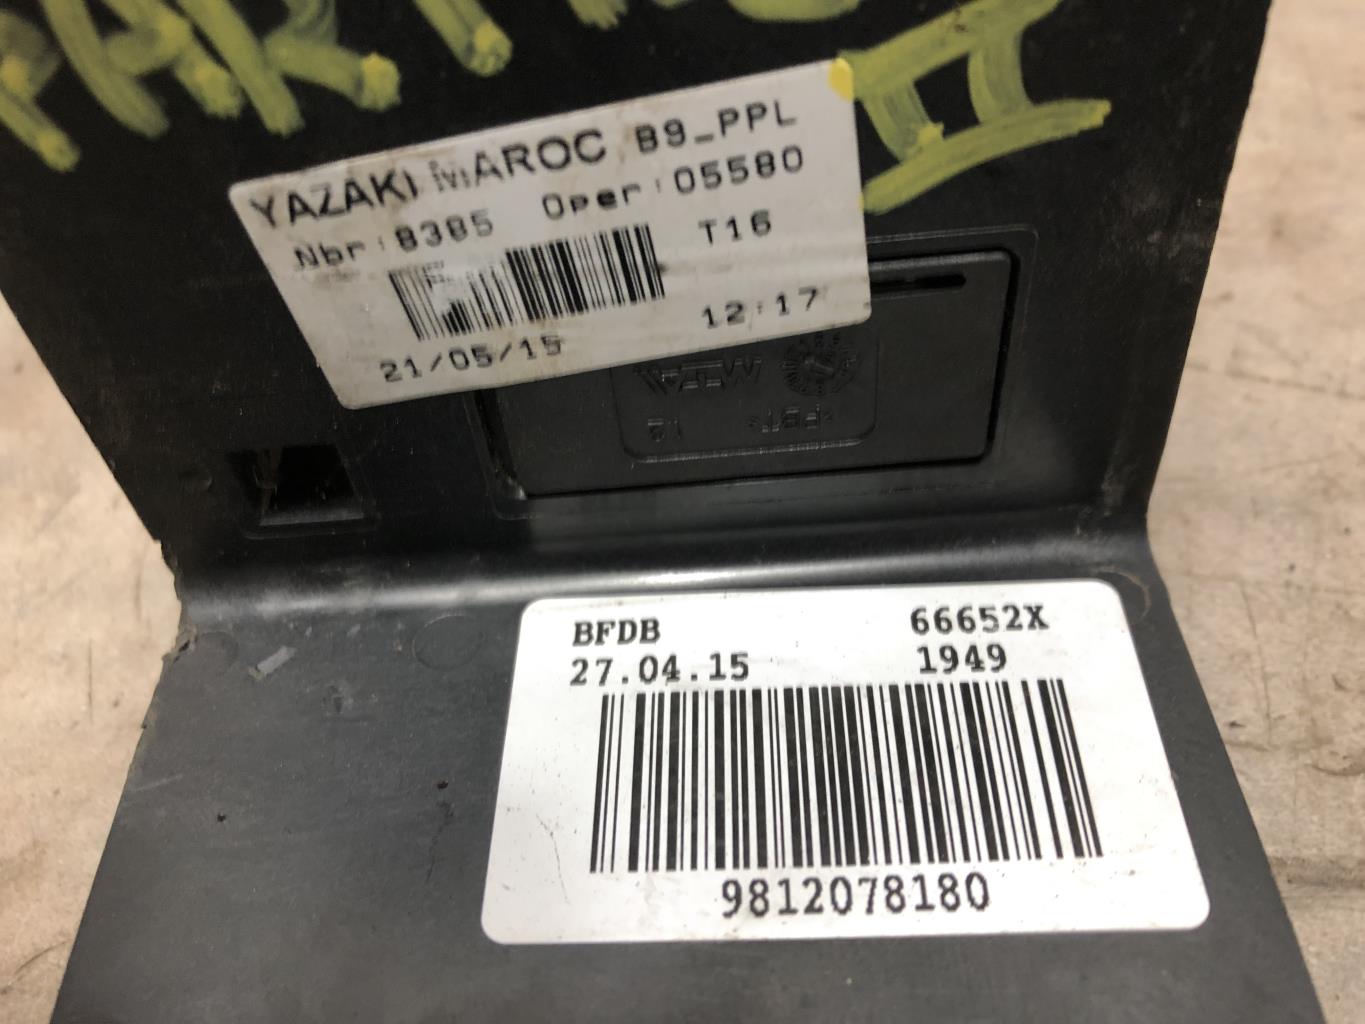 YAZAKI MAROC B9_PPL
Nbr:8385 Oper:05580
T16
21/05/15 12:17
>PBT<
BFDB 66652X
27.04.15 1949
9812078180